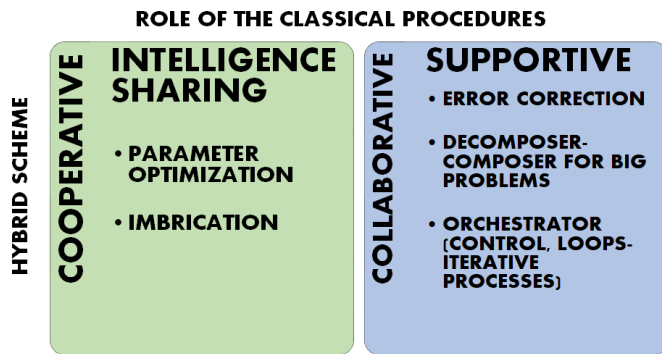 ROLE OF THE CLASSICAL PROCEDURES
HYBRID SCHEME
COOPERATIVE
INTELLIGENCE
SHARING
• PARAMETER
OPTIMIZATION
• IMBRICATION
COLLABORATIVE
SUPPORTIVE
• ERROR CORRECTION
• DECOMPOSER-
COMPOSER FOR BIG
PROBLEMS
• ORCHESTRATOR
(CONTROL, LOOPS-
ITERATIVE
PROCESSES)